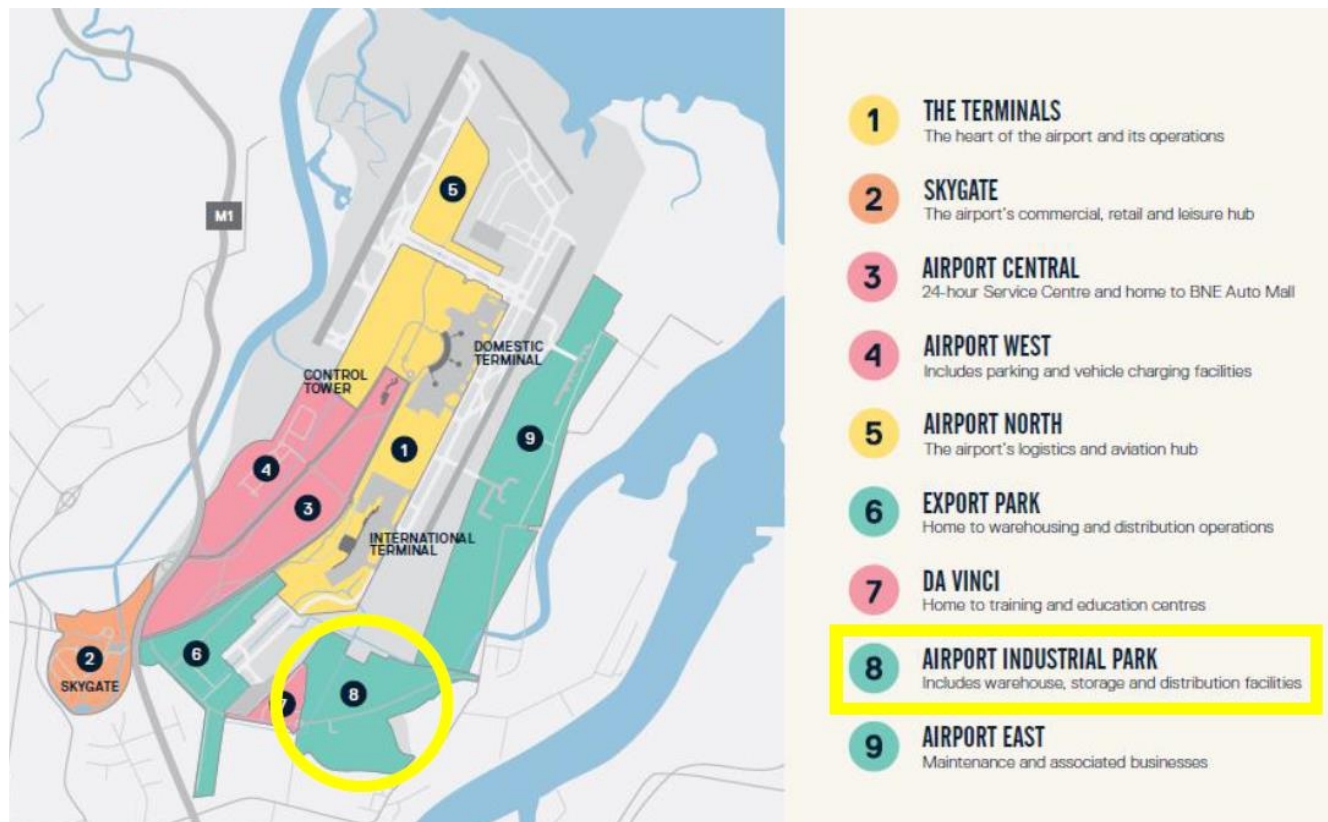 M1
5
DOMESTIC
TERMINAL
CONTROL
TOWER
9
1
4
3
INTERNATIONAL
TERMINAL
6
2
SKYGATE
8
7
1
THE TERMINALS
The heart of the airport and its operations
2
SKYGATE
The airport's commercial, retail and leisure hub
3
AIRPORT CENTRAL
24-hour Service Centre and home to BNE Auto Mall
4
AIRPORT WEST
Includes parking and vehicle charging facilities
5
AIRPORT NORTH
The airport's logistics and aviation hub
6
EXPORT PARK
Home to warehousing and distribution operations
7
DA VINCI
Home to training and education centres
8
AIRPORT INDUSTRIAL PARK
Includes warehouse, storage and distribution facilities
9
AIRPORT EAST
Maintenance and associated businesses